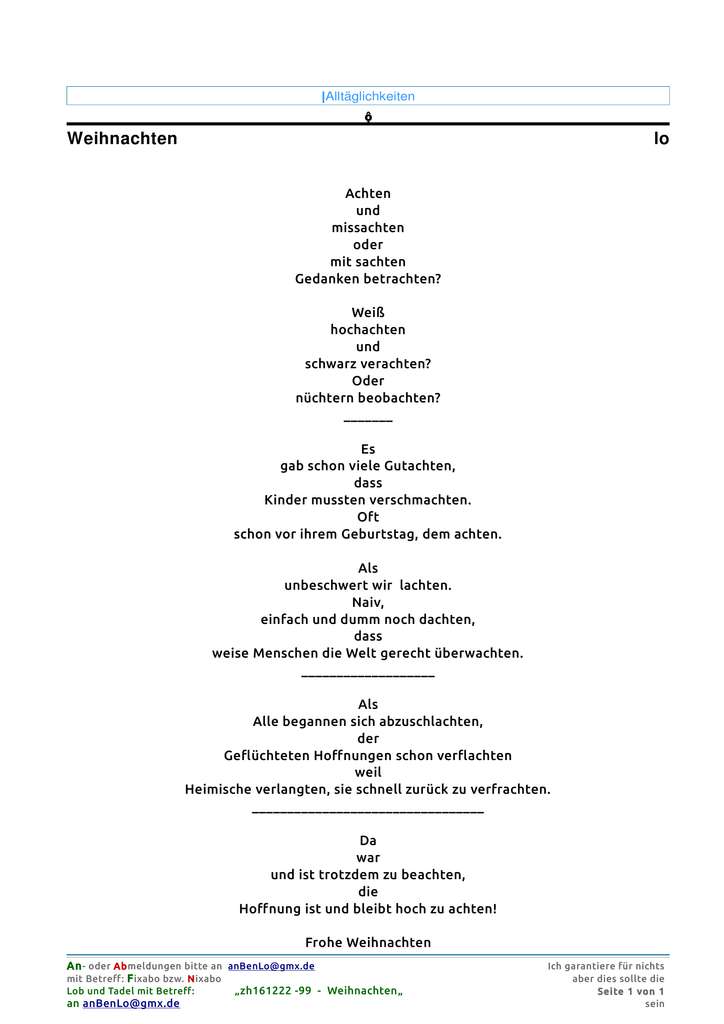 |Alltäglichkeiten
Weihnachten lo
Achten
und
missachten
oder
mit sachten
Gedanken betrachten?
Weiß
hochachten
und
schwarz verachten?
Oder
nüchtern beobachten?
_______
Es
gab schon viele Gutachten,
dass
Kinder mussten verschmachten.
Oft
schon vor ihrem Geburtstag, dem achten.
Als
unbeschwert wir lachten.
Naiv,
einfach und dumm noch dachten,
dass
weise Menschen die Welt gerecht überwachten.
___________________
Als
Alle begannen sich abzuschlachten,
der
Geflüchteten Hoffnungen schon verflachten
weil
Heimische verlangten, sie schnell zurück zu verfrachten.
_________________________________
Da
war
und ist trotzdem zu beachten,
die
Hoffnung ist und bleibt hoch zu achten!
Frohe Weihnachten
An- oder Abmeldungen bitte an anBenLo@gmx.de
mit Betreff: Fixabo bzw. Nixabo
Lob und Tadel mit Betreff: „zh161222 -99 - Weihnachten„
an anBenLo@gmx.de
Ich garantiere für nichts
aber dies sollte die
Seite 1 von 1
sein